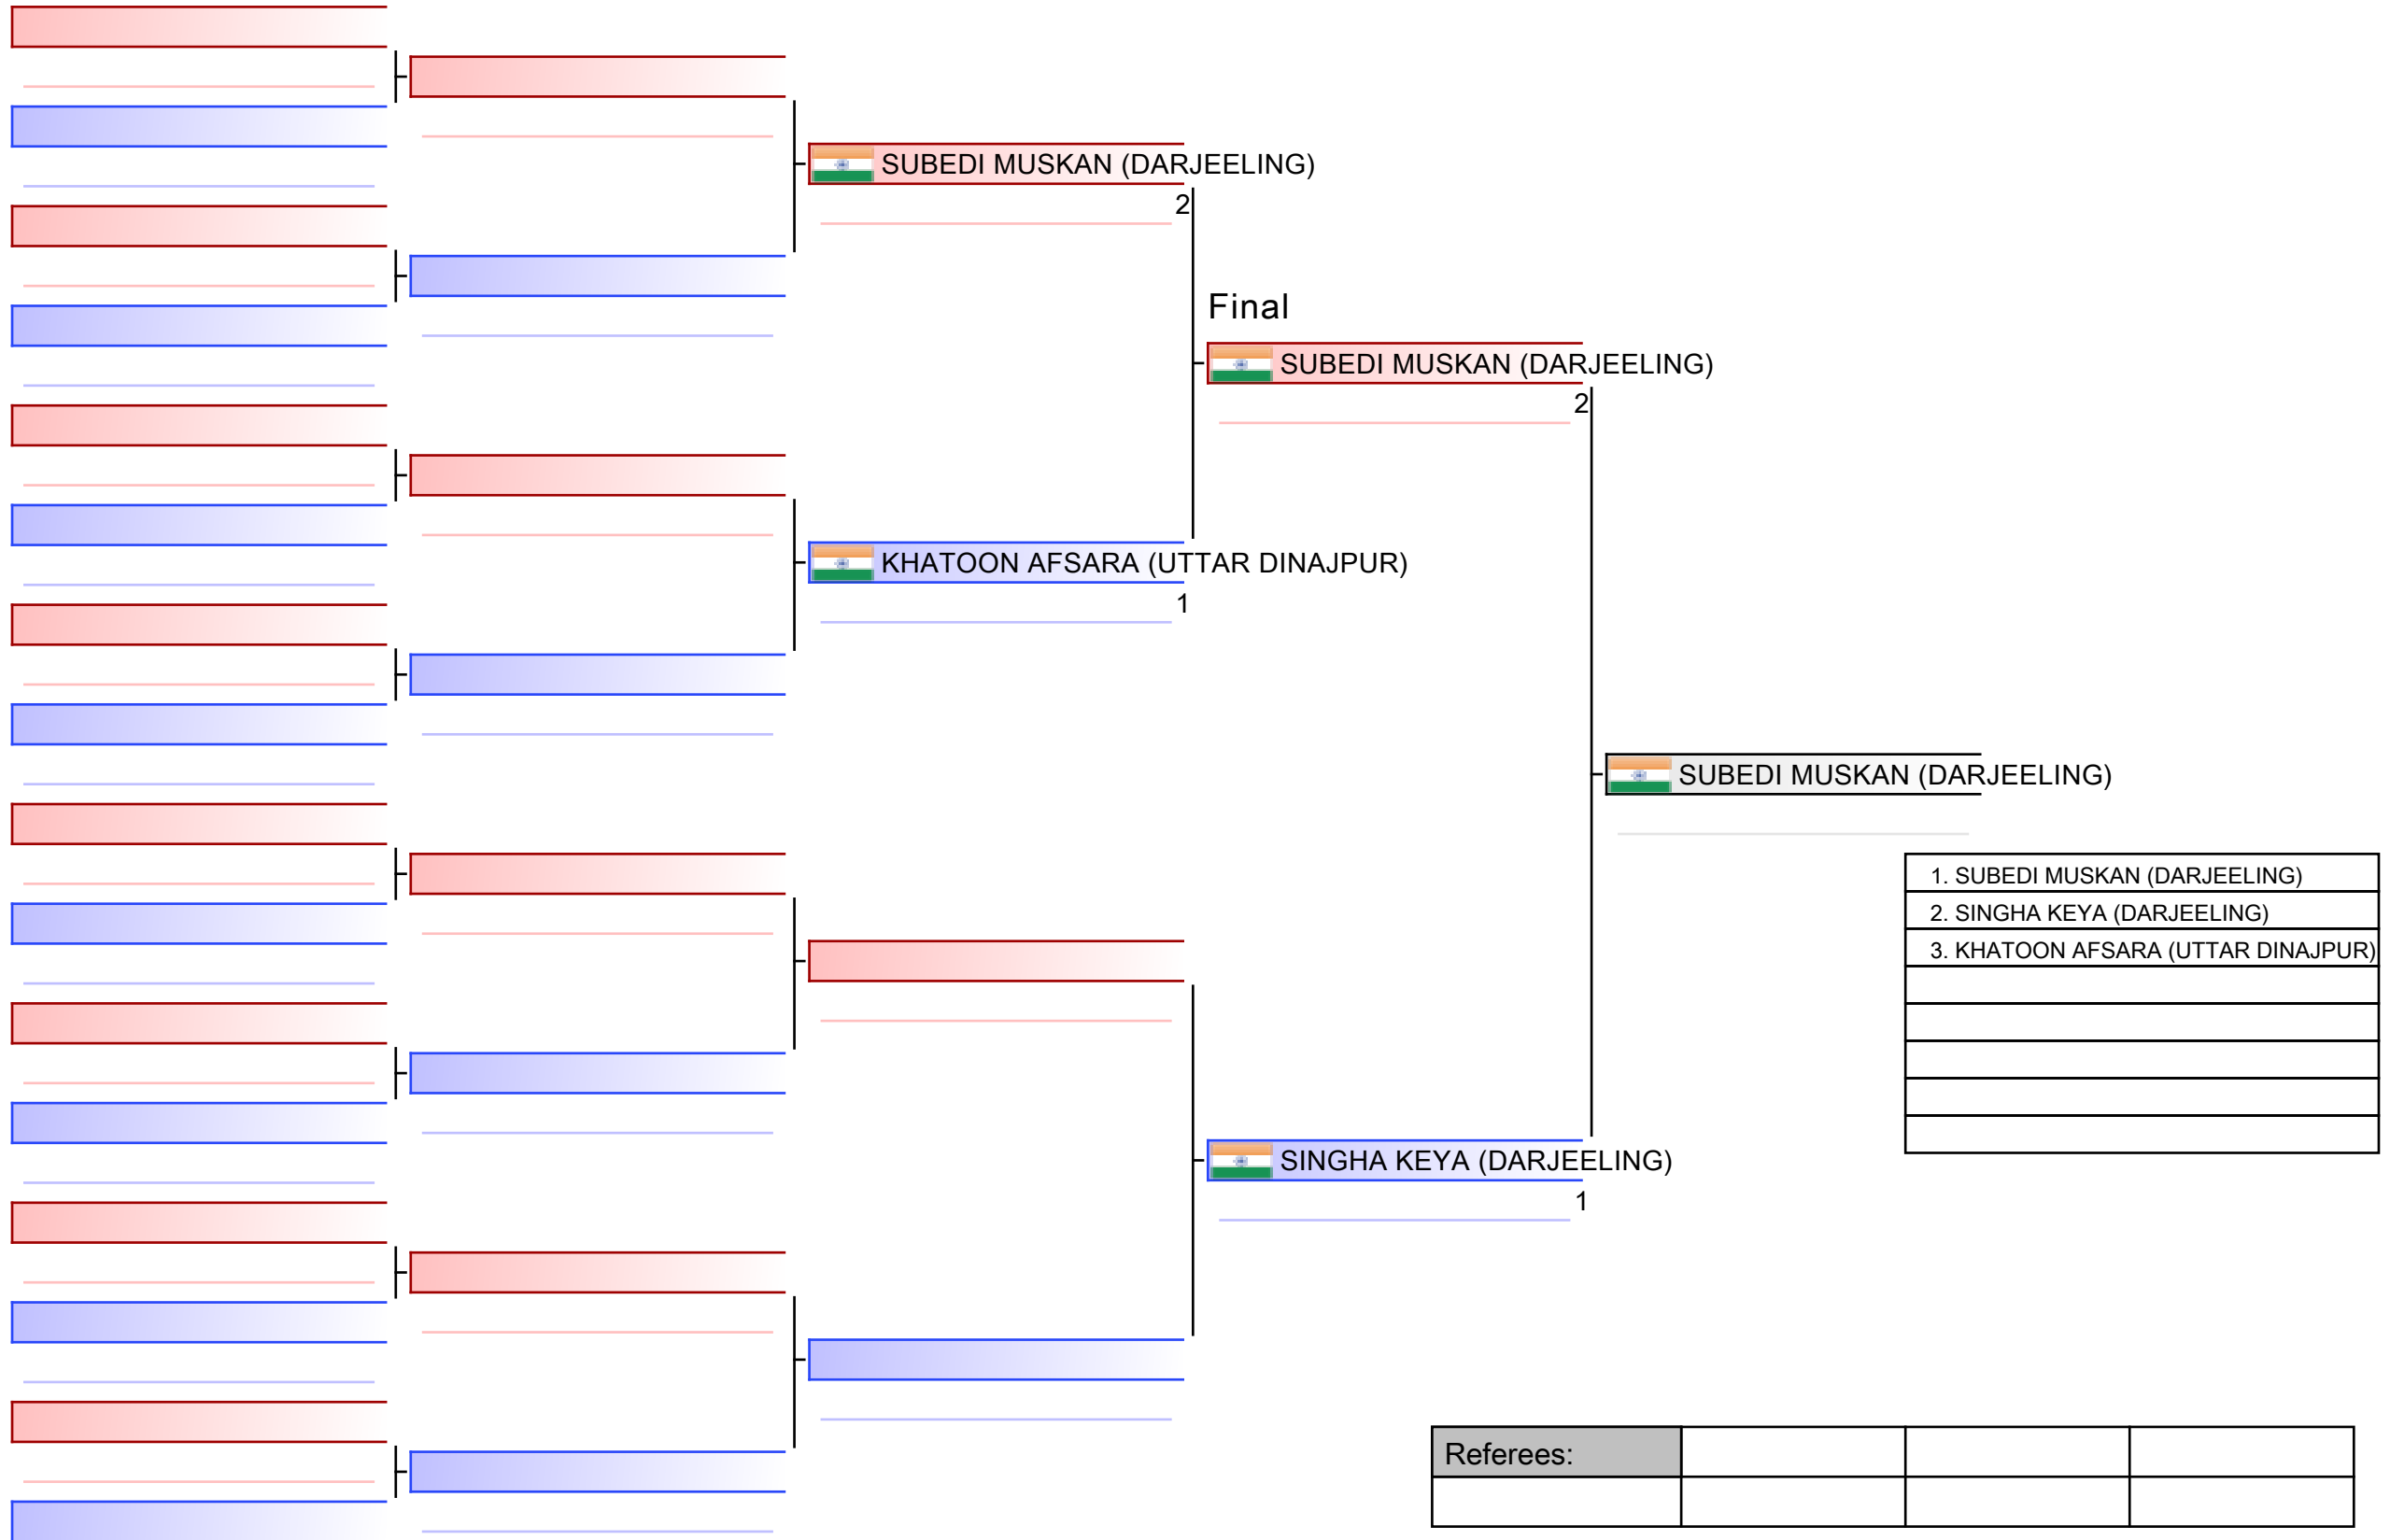 SUBEDI MUSKAN (DARJEELING)
2
Final
SUBEDI MUSKAN (DARJEELING)
2
KHATOON AFSARA (UTTAR DINAJPUR)
1
SUBEDI MUSKAN (DARJEELING)
1. SUBEDI MUSKAN (DARJEELING)
2. SINGHA KEYA (DARJEELING)
3. KHATOON AFSARA (UTTAR DINAJPUR)
SINGHA KEYA (DARJEELING)
1
Referees: